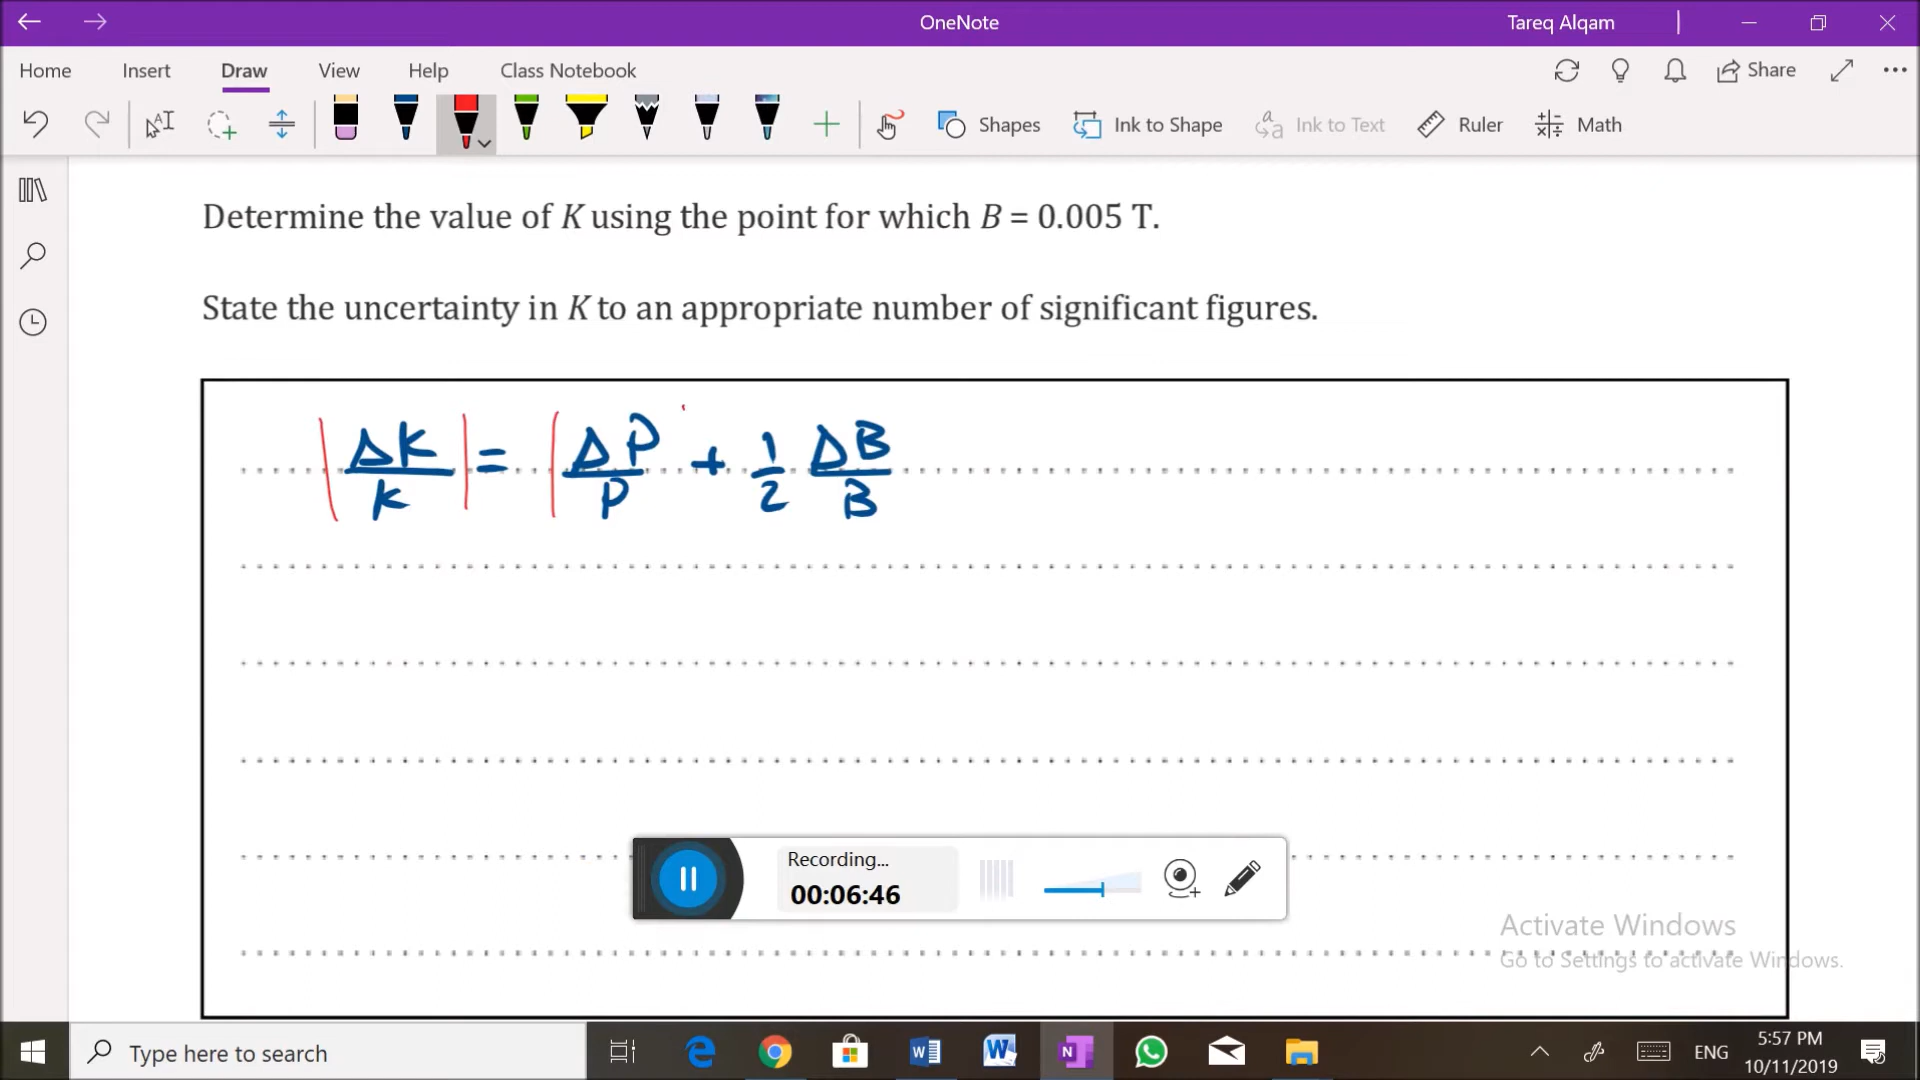 OneNote
Tareq Alqam
Home Insert Draw View Help Class Notebook
Share
Shapes Ink to Shape Ink to Text Ruler Math
Determine the value of K using the point for which B = 0.005 T.
State the uncertainty in K to an appropriate number of significant figures.
|ΔK/K| = |ΔP/P + 1/2 ΔB/B
Recording...
00:06:46
Activate Windows
Go to Settings to activate Windows.
Type here to search
ENG
5:57 PM
10/11/2019